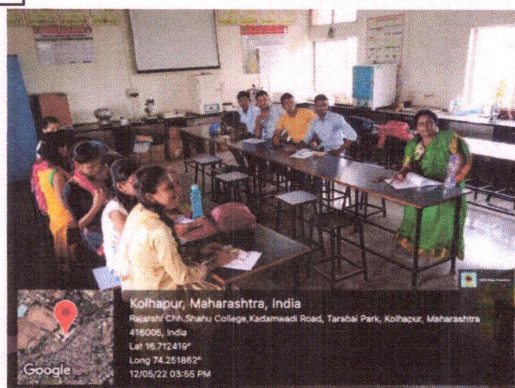 Kolhapur, Maharashtra, India
Rajarshi Chh.Shahu College,Kadamwadi Road, Tarabai Park, Kolhapur, Maharashtra
416005, India
Lat 16.712419°
Long 74.251862°
12/05/22 03:55 PM
Google